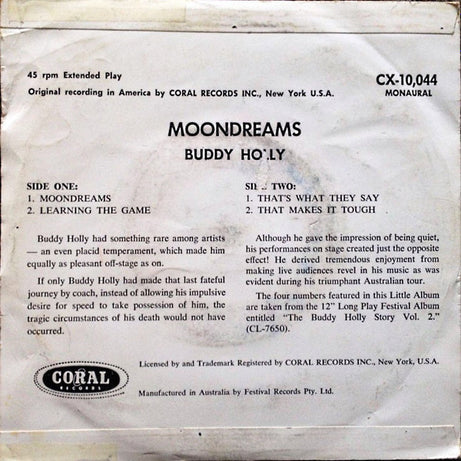 45 rpm Extended Play
CX-10,044
Original recording in America by CORAL RECORDS INC., New York U.S.A.
MONAURAL
MOONDREAMS
BUDDY HOLLY
SIDE ONE:
1. MOONDREAMS
2. LEARNING THE GAME
SIDE TWO:
1. THAT'S WHAT THEY SAY
2. THAT MAKES IT TOUGH
Buddy Holly had something rare among artists
— an even placid temperament, which made him
equally as pleasant off-stage as on.
If only Buddy Holly had made that last fateful
journey by coach, instead of allowing his impulsive
desire for speed to take possession of him, the
tragic circumstances of his death would not have
occurred.
Although he gave the impression of being quiet,
his performances on stage created just the opposite
effect! He derived tremendous enjoyment from
making live audiences revel in his music as was
evident during his triumphant Australian tour.
The four numbers featured in this Little Album
are taken from the 12" Long Play Festival Album
entitled "The Buddy Holly Story Vol. 2."
(CL-7650).
Licensed by and Trademark Registered by CORAL RECORDS INC., New York, U.S.A.
CORAL
RECORDS
Manufactured in Australia by Festival Records Pty. Ltd.